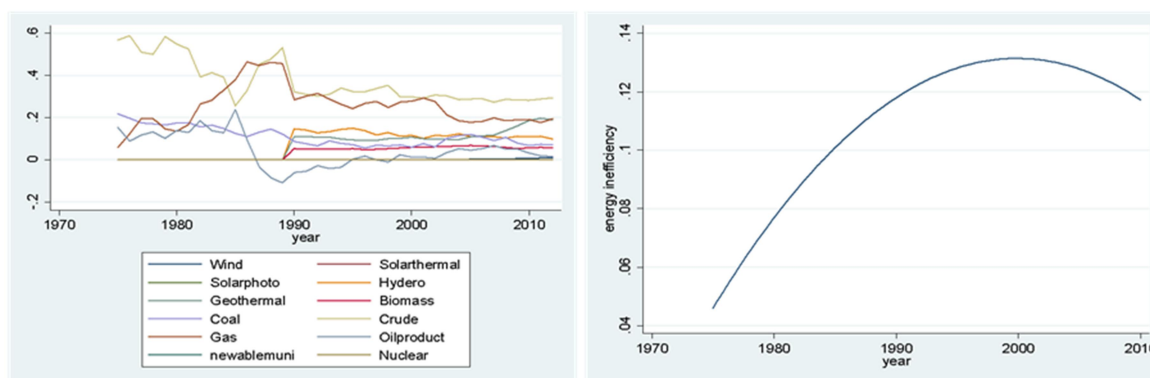 .6
.4
.2
0
-.2
1970 1980 1990 2000 2010
year
Wind Solarthermal
Solarphoto Hydero
Geothermal Biomass
Coal Crude
Gas Oilproduct
newablemuni Nuclear
energy inefficiency
.14
.12
.1
.08
.06
.04
1970 1980 1990 2000 201
year